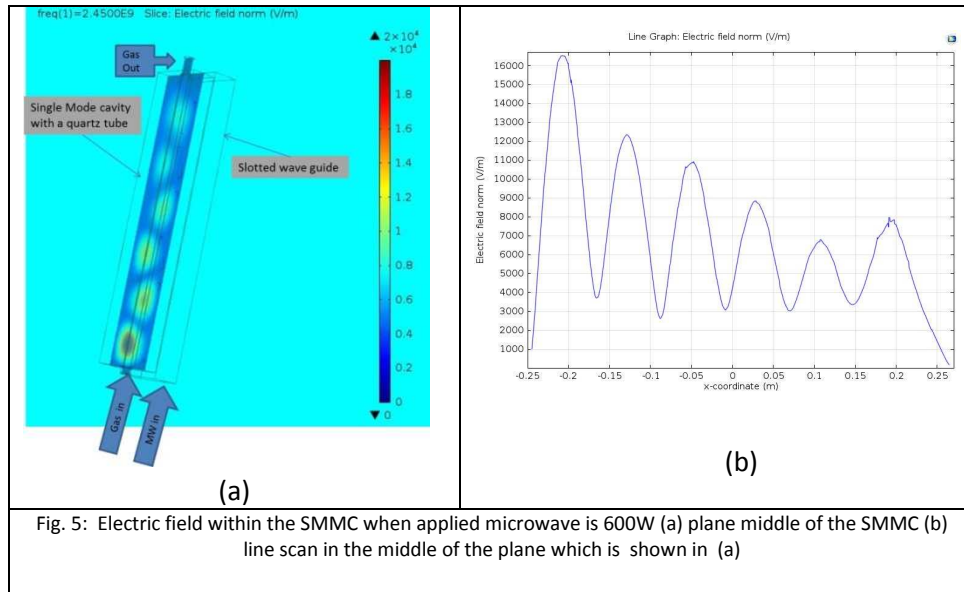 freq(1)=2.4500E9   Slice: Electric field norm (V/m)
▲ 2×10⁴
×10⁴
Gas
Out
Single Mode cavity
with a quartz tube
Slotted wave guide
1.8
1.6
1.4
1.2
1
0.8
0.6
0.4
0.2
0
▼ 0
Gas in
MW in
(a)
Line Graph: Electric field norm (V/m)
Electric field norm (V/m)
16000
15000
14000
13000
12000
11000
10000
9000
8000
7000
6000
5000
4000
3000
2000
1000
-0.25 -0.2 -0.15 -0.1 -0.05 0 0.05 0.1 0.15 0.2 0.25
x-coordinate (m)
(b)
Fig. 5:  Electric field within the SMMC when applied microwave is 600W (a) plane middle of the SMMC (b)
line scan in the middle of the plane which is  shown in  (a)